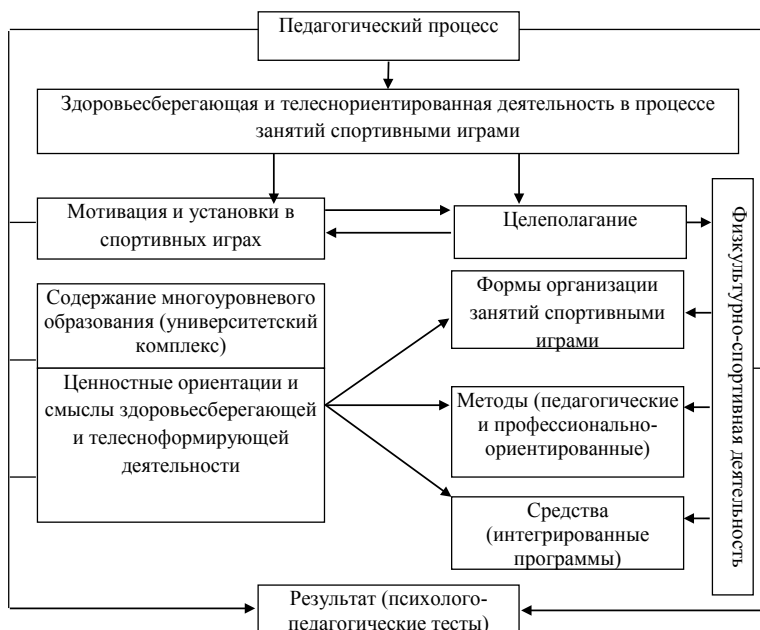 Педагогический процесс
Здоровьесберегающая и телеснориентированная деятельность в процессе
занятий спортивными играми
Мотивация и установки в
спортивных играх
Целеполагание
Физкультурно-спортивная деятельность
Содержание многоуровневого
образования (университетский
комплекс)
Ценностные ориентации и
смыслы здоровьесберегающей
и телесноформирующей
деятельности
Формы организации
занятий спортивными
играми
Методы (педагогические
и профессионально-
ориентированные)
Средства
(интегрированные
программы)
Результат (психолого-
педагогические тесты)